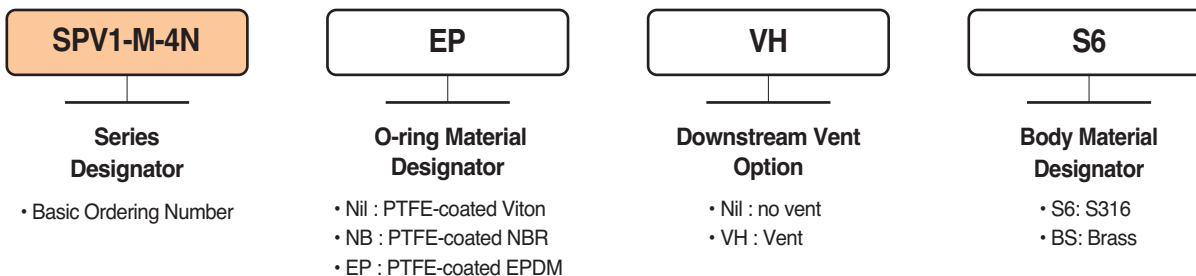 SPV1-M-4N
EP
VH
S6
Series
Designator
• Basic Ordering Number
O-ring Material
Designator
• Nil : PTFE-coated Viton
• NB : PTFE-coated NBR
• EP : PTFE-coated EPDM
Downstream Vent
Option
• Nil : no vent
• VH : Vent
Body Material
Designator
• S6: S316
• BS: Brass